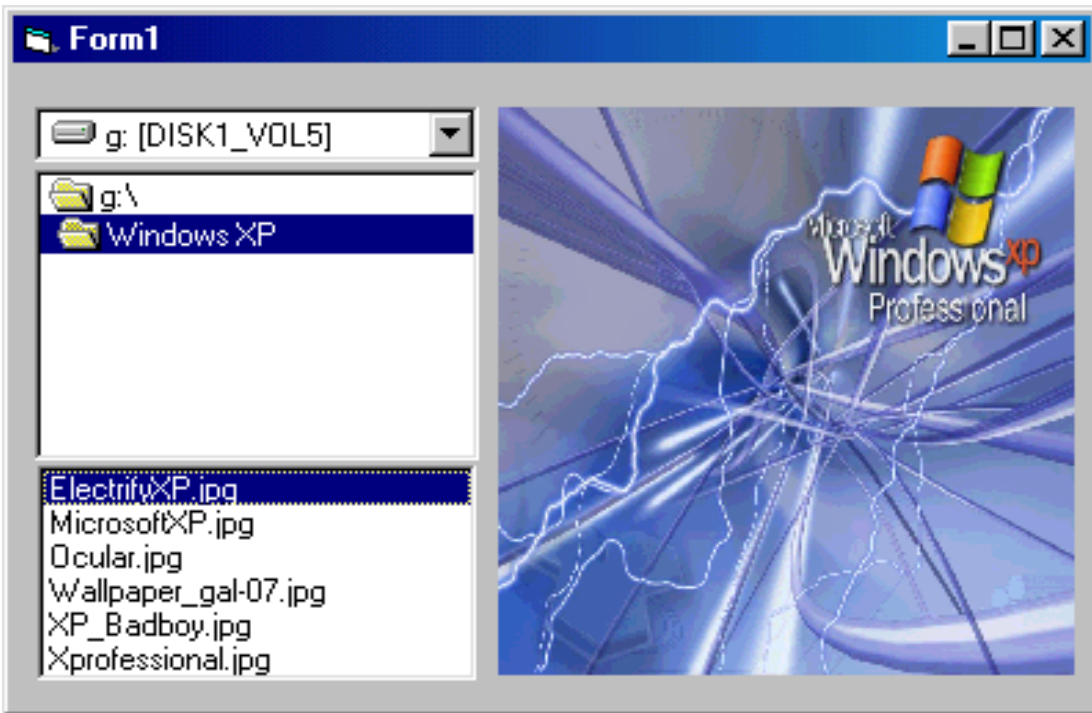 Form1
g: [DISK1_VOL5]
g:\
Windows XP
ElectrifyXP.jpg
MicrosoftXP.jpg
Ocular.jpg
Wallpaper_gal-07.jpg
XP_Badboy.jpg
Xprofessional.jpg
Microsoft
Windows xp
Professional